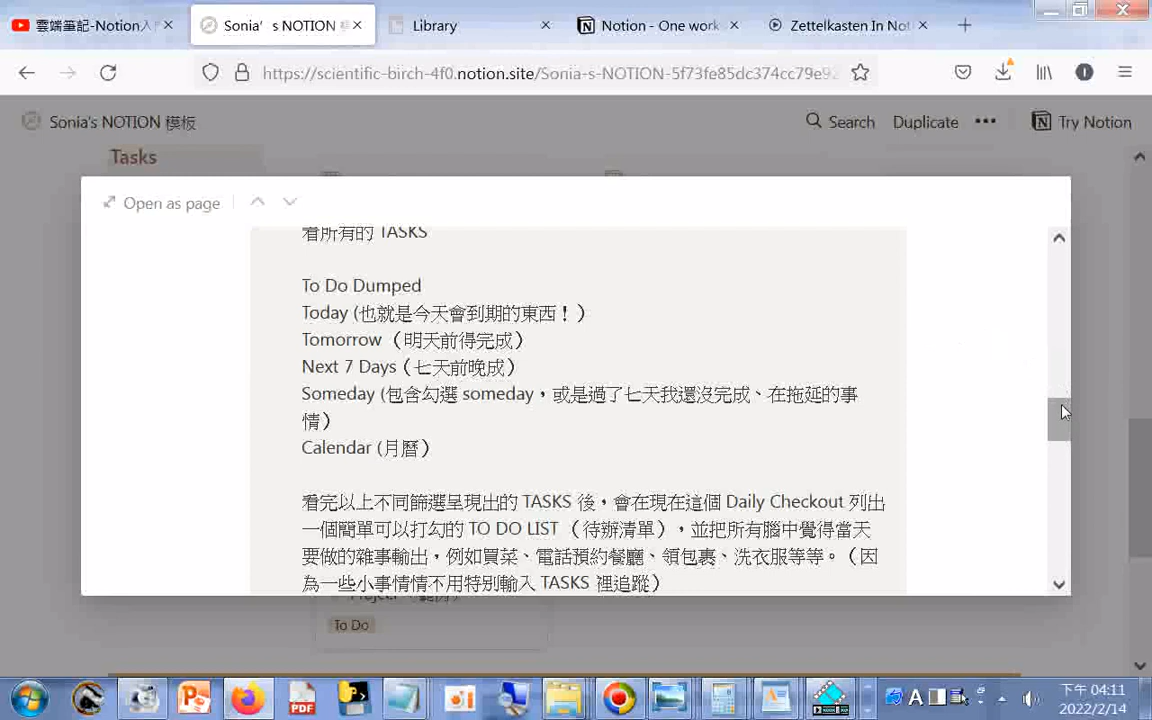 雲端筆記-Notion入門
Sonia's NOTION 模
Library
Notion - One work
Zettelkasten In Not
https://scientific-birch-4f0.notion.site/Sonia-s-NOTION-5f73fe85dc374cc79e92
Sonia's NOTION 模板
Search
Duplicate
Try Notion
Tasks
Open as page
看所有的 TASKS
To Do Dumped
Today (也就是今天會到期的東西！）
Tomorrow （明天前得完成）
Next 7 Days（七天前晚成）
Someday (包含勾選 someday，或是過了七天我還沒完成、在拖延的事
情）
Calendar (月曆）
看完以上不同篩選呈現出的 TASKS 後，會在現在這個 Daily Checkout 列出
一個簡單可以打勾的 TO DO LIST （待辦清單），並把所有腦中覺得當天
要做的雜事輸出，例如買菜、電話預約餐廳、領包裹、洗衣服等等。（因
為一些小事情情不用特別輸入 TASKS 裡追蹤）
To Do
PDF
A
下午 04:11
2022/2/14